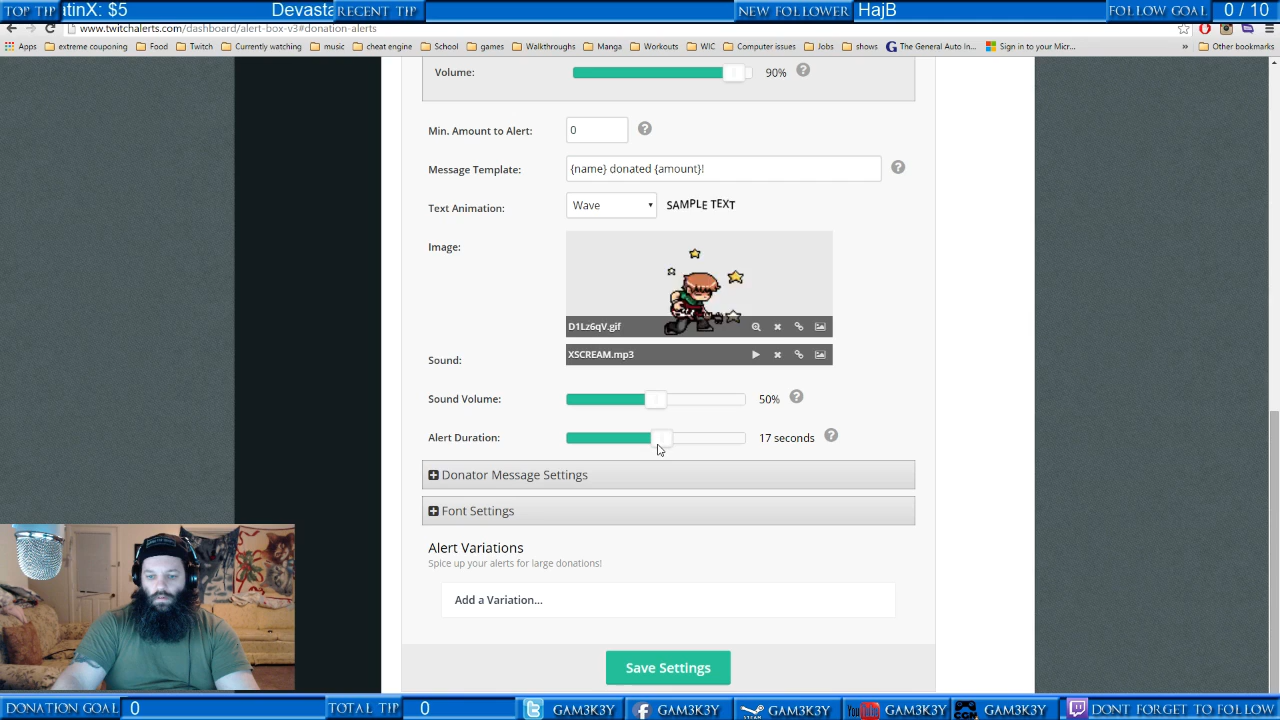 TOP TIP atinX: $5 Devasta RECENT TIP NEW FOLLOWER HajB FOLLOW GOAL 0 / 10
www.twitchalerts.com/dashboard/alert-box-v3#donation-alerts
Apps extreme couponing Food Twitch Currently watching music cheat engine School games Walkthroughs Manga Workouts WIC Computer issues Jobs shows The General Auto In... Sign in to your Micr... » Other bookmarks
Volume: 90% ?
Min. Amount to Alert: 0 ?
Message Template: {name} donated {amount}! ?
Text Animation: Wave SAMPLE TEXT
Image:
D1Lz6qV.gif
Sound: XSCREAM.mp3
Sound Volume: 50% ?
Alert Duration: 17 seconds ?
Donator Message Settings
Font Settings
Alert Variations
Spice up your alerts for large donations!
Add a Variation...
Save Settings
DONATION GOAL 0 TOTAL TIP 0 GAM3K3Y GAM3K3Y STEAM GAM3K3Y You Tube GAM3K3Y GAM3K3Y DONT FORGET TO FOLLOW